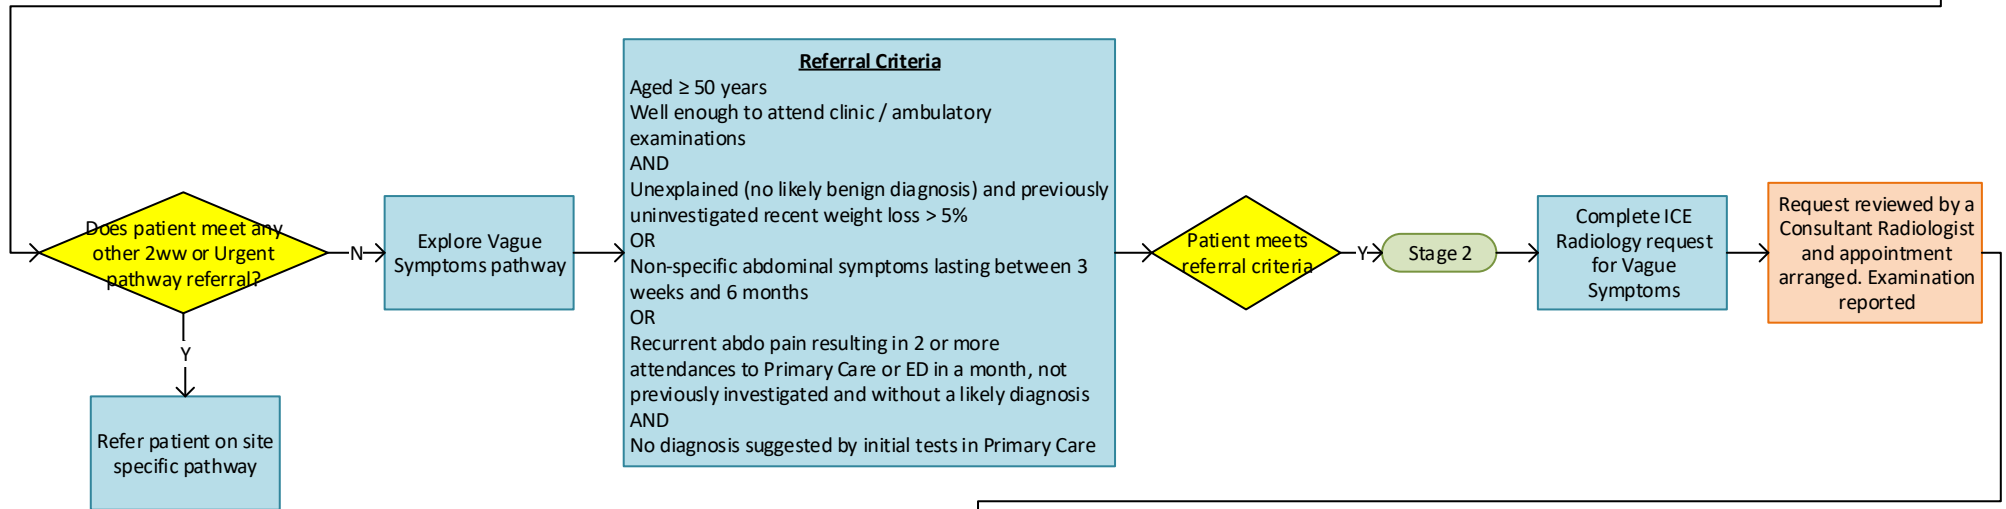 Does patient meet any
other 2ww or Urgent
pathway referral?
N
Y
Refer patient on site
specific pathway
Explore Vague
Symptoms pathway
Referral Criteria
Aged ≥ 50 years
Well enough to attend clinic / ambulatory
examinations
AND
Unexplained (no likely benign diagnosis) and previously
uninvestigated recent weight loss > 5%
OR
Non-specific abdominal symptoms lasting between 3
weeks and 6 months
OR
Recurrent abdo pain resulting in 2 or more
attendances to Primary Care or ED in a month, not
previously investigated and without a likely diagnosis
AND
No diagnosis suggested by initial tests in Primary Care
Patient meets
referral criteria
Y
Stage 2
Complete ICE
Radiology request
for Vague
Symptoms
Request reviewed by a
Consultant Radiologist
and appointment
arranged. Examination
reported